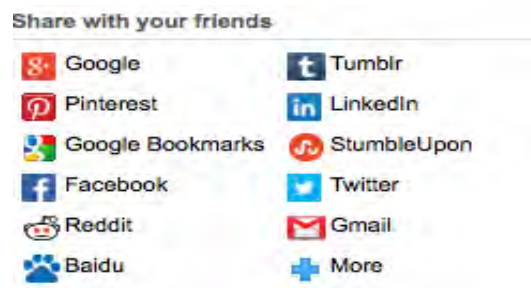 Share with your friends
Google Tumblr
Pinterest LinkedIn
Google Bookmarks StumbleUpon
Facebook Twitter
Reddit Gmail
Baidu More